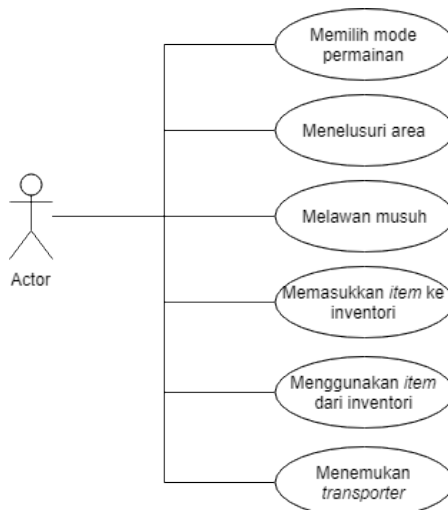 Memilih mode
permainan
Menelusuri area
Actor
Melawan musuh
Memasukkan item ke
inventori
Menggunakan item
dari inventori
Menemukan
transporter